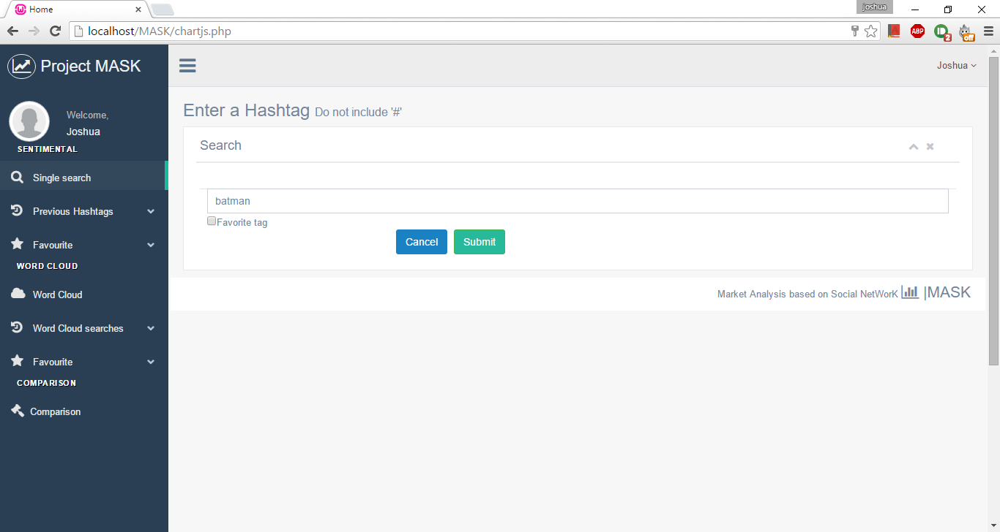 Home
joshua
localhost/MASK/chartjs.php
ABP
2
off
Project MASK
Joshua
Welcome,
Joshua
SENTIMENTAL
Single search
Previous Hashtags
Favourite
WORD CLOUD
Word Cloud
Word Cloud searches
Favourite
COMPARISON
Comparison
Enter a Hashtag Do not include '#'
Search
batman
Favorite tag
Cancel Submit
Market Analysis based on Social NetWorK |MASK